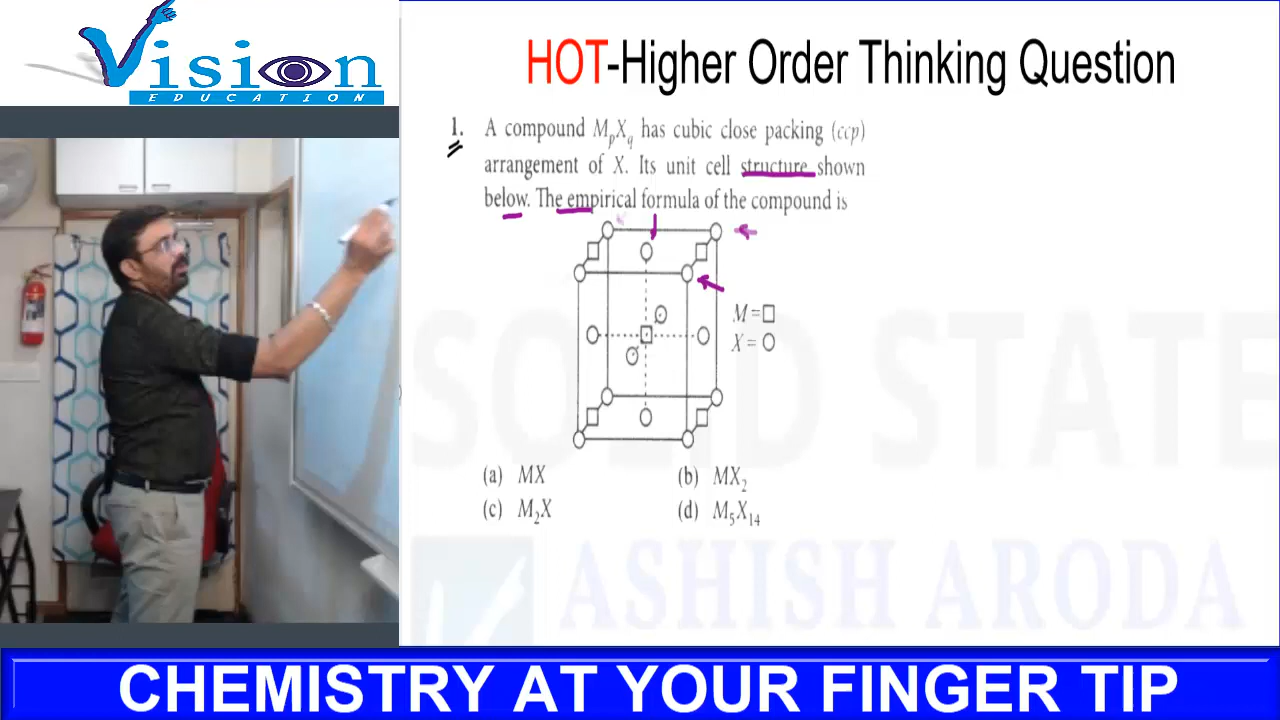 Vision
EDUCATION
HOT-Higher Order Thinking Question
1. A compound MpXq has cubic close packing (ccp)
arrangement of X. Its unit cell structure shown
below. The empirical formula of the compound is
M = □
X = ○
(a) MX
(b) MX₂
(c) M₂X
(d) M₅X₁₄
SOLID STATE
ASHISH ARODA
CHEMISTRY AT YOUR FINGER TIP